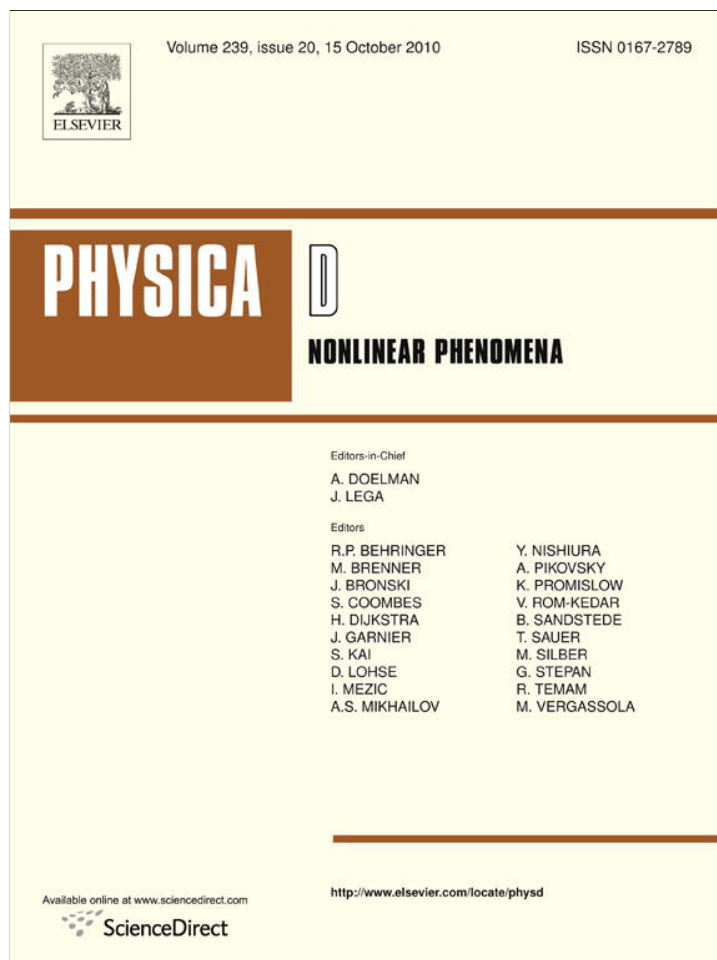 Volume 239, issue 20, 15 October 2010 ISSN 0167-2789
ELSEVIER
PHYSICA D
NONLINEAR PHENOMENA
Editors-in-Chief
A. DOELMAN
J. LEGA
Editors
R.P. BEHRINGER
M. BRENNER
J. BRONSKI
S. COOMBES
H. DIJKSTRA
J. GARNIER
S. KAI
D. LOHSE
I. MEZIC
A.S. MIKHAILOV
Y. NISHIURA
A. PIKOVSKY
K. PROMISLOW
V. ROM-KEDAR
B. SANDSTEDE
T. SAUER
M. SILBER
G. STEPAN
R. TEMAM
M. VERGASSOLA
Available online at www.sciencedirect.com
ScienceDirect
http://www.elsevier.com/locate/physd